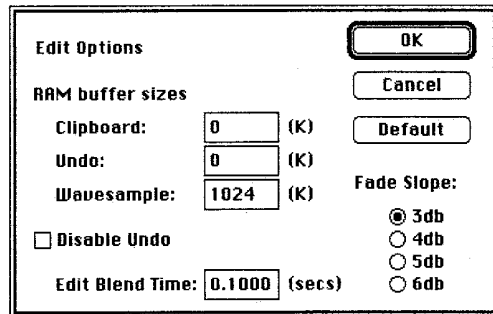 Edit Options
OK
Cancel
Default
RAM buffer sizes
Clipboard: 0 (K)
Undo: 0 (K)
Wavesample: 1024 (K)
Disable Undo
Edit Blend Time: 0.1000 (secs)
Fade Slope:
3db
4db
5db
6db